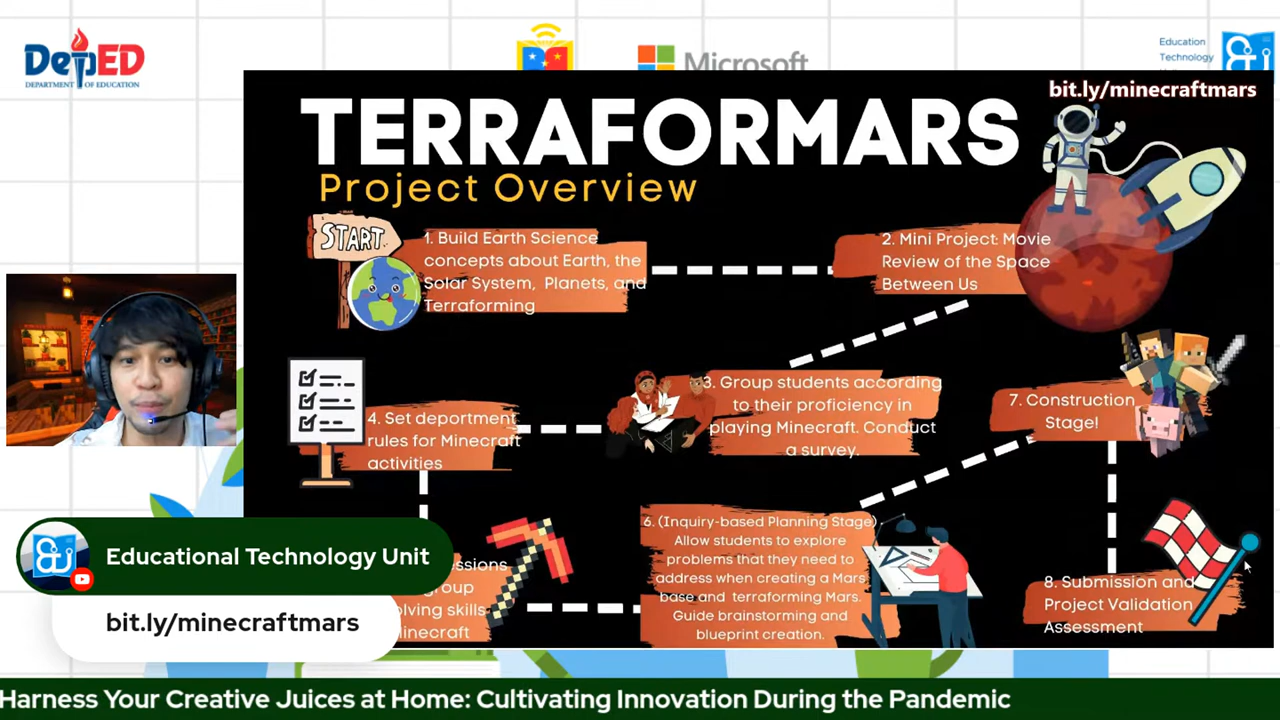 DepED
DEPARTMENT OF EDUCATION
Microsoft
Education
Technology
bit.ly/minecraftmars
TERRAFORMARS
Project Overview
START
1. Build Earth Science
concepts about Earth, the
Solar System, Planets, and
Terraforming
2. Mini Project: Movie
Review of the Space
Between Us
3. Group students according
to their proficiency in
playing Minecraft. Conduct
a survey.
7. Construction
Stage!
4. Set deportment
rules for Minecraft
activities
6. (Inquiry-based Planning Stage)
Allow students to explore
problems that they need to
address when creating a Mars
base and terraforming Mars.
Guide brainstorming and
blueprint creation.
8. Submission and
Project Validation
Assessment
Educational Technology Unit
bit.ly/minecraftmars
Harness Your Creative Juices at Home: Cultivating Innovation During the Pandemic